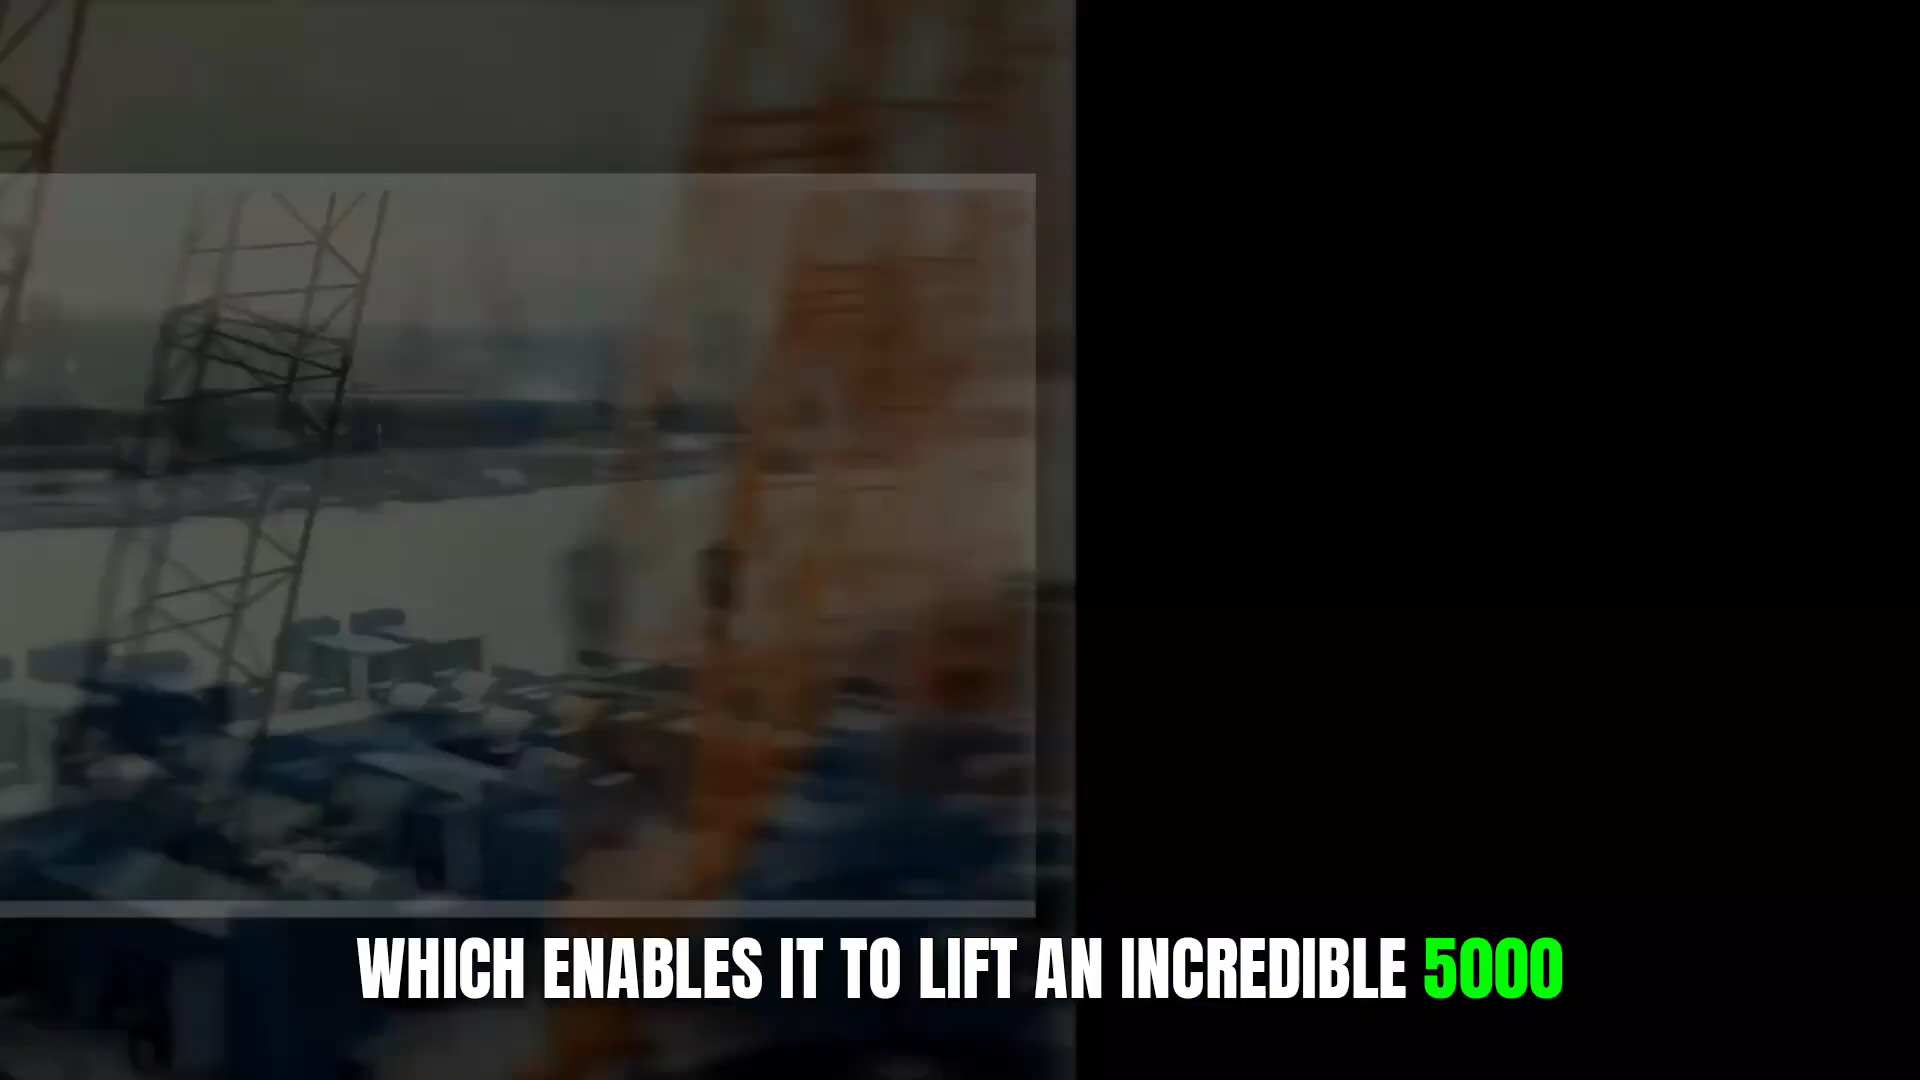 WHICH ENABLES IT TO LIFT AN INCREDIBLE 5000